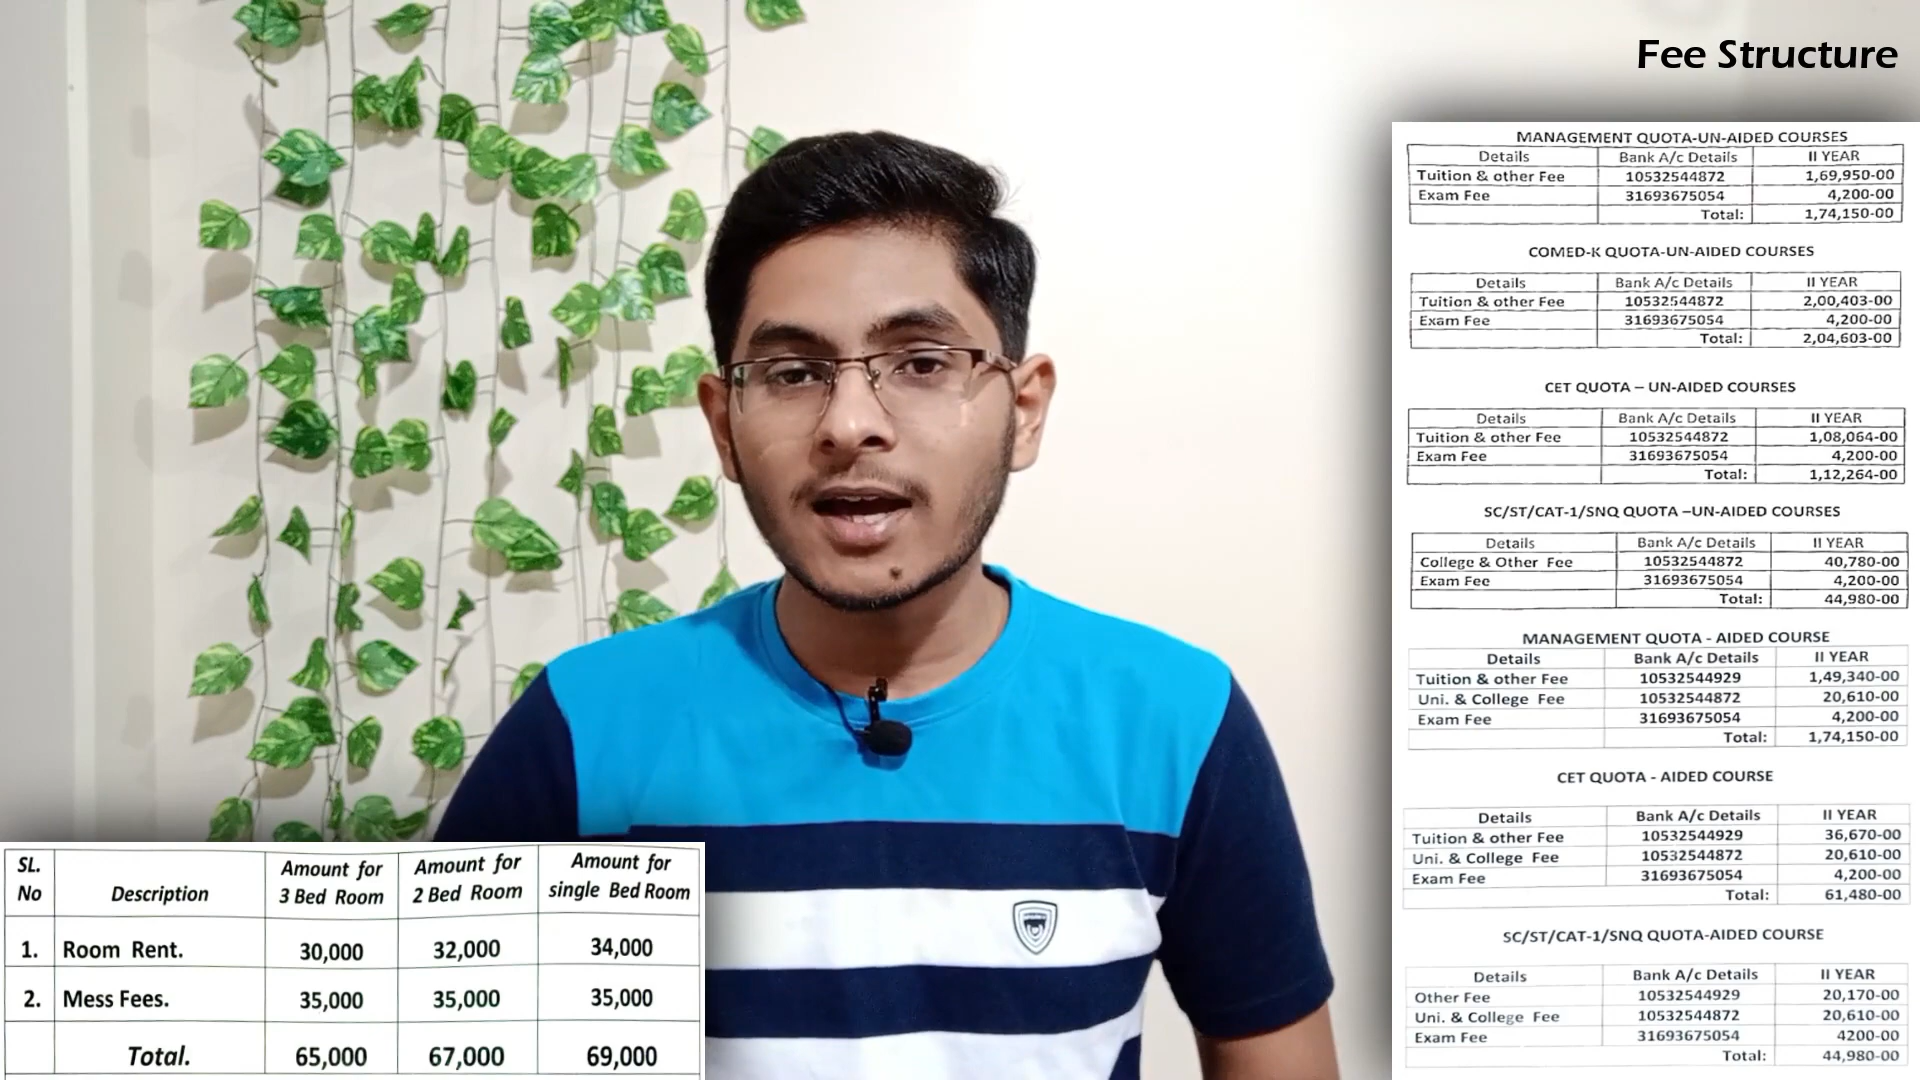 Fee Structure
MANAGEMENT QUOTA-UN-AIDED COURSES
Details Bank A/c Details II YEAR
Tuition & other Fee 10532544872 1,69,950-00
Exam Fee 31693675054 4,200-00
Total: 1,74,150-00
COMED-K QUOTA-UN-AIDED COURSES
Details Bank A/c Details II YEAR
Tuition & other Fee 10532544872 2,00,403-00
Exam Fee 31693675054 4,200-00
Total: 2,04,603-00
CET QUOTA – UN-AIDED COURSES
Details Bank A/c Details II YEAR
Tuition & other Fee 10532544872 1,08,064-00
Exam Fee 31693675054 4,200-00
Total: 1,12,264-00
SC/ST/CAT-1/SNQ QUOTA –UN-AIDED COURSES
Details Bank A/c Details II YEAR
College & Other Fee 10532544872 40,780-00
Exam Fee 31693675054 4,200-00
Total: 44,980-00
MANAGEMENT QUOTA - AIDED COURSE
Details Bank A/c Details II YEAR
Tuition & other Fee 10532544929 1,49,340-00
Uni. & College Fee 10532544872 20,610-00
Exam Fee 31693675054 4,200-00
Total: 1,74,150-00
CET QUOTA - AIDED COURSE
Details Bank A/c Details II YEAR
Tuition & other Fee 10532544929 36,670-00
Uni. & College Fee 10532544872 20,610-00
Exam Fee 31693675054 4,200-00
Total: 61,480-00
SC/ST/CAT-1/SNQ QUOTA-AIDED COURSE
Details Bank A/c Details II YEAR
Other Fee 10532544929 20,170-00
Uni. & College Fee 10532544872 20,610-00
Exam Fee 31693675054 4200-00
Total: 44,980-00
SL. No Description Amount for 3 Bed Room Amount for 2 Bed Room Amount for single Bed Room
1. Room Rent. 30,000 32,000 34,000
2. Mess Fees. 35,000 35,000 35,000
Total. 65,000 67,000 69,000